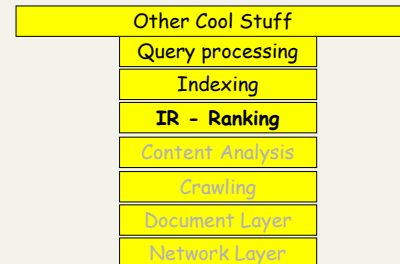 Other Cool Stuff
Query processing
Indexing
IR - Ranking
Content Analysis
Crawling
Document Layer
Network Layer